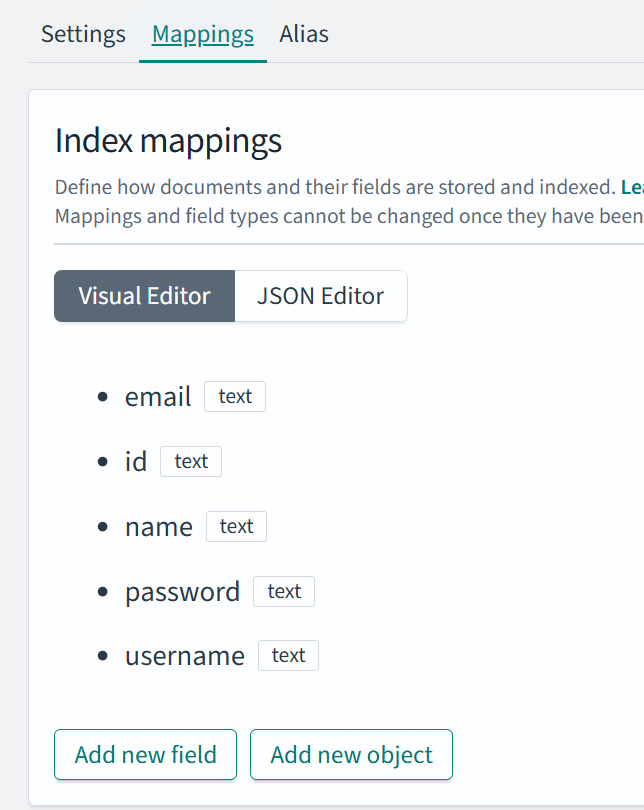 Settings Mappings Alias
Index mappings
Define how documents and their fields are stored and indexed.
Mappings and field types cannot be changed once they have been
Visual Editor JSON Editor
email text
id text
name text
password text
username text
Add new field Add new object